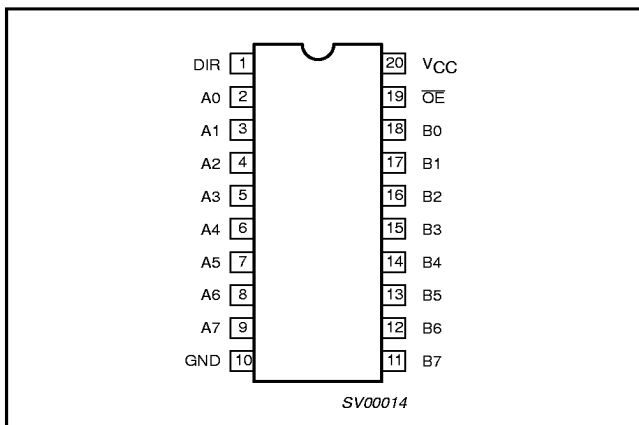 DIR 1 20 VCC
A0 2 19 O̅E̅
A1 3 18 B0
A2 4 17 B1
A3 5 16 B2
A4 6 15 B3
A5 7 14 B4
A6 8 13 B5
A7 9 12 B6
GND 10 11 B7
SV00014